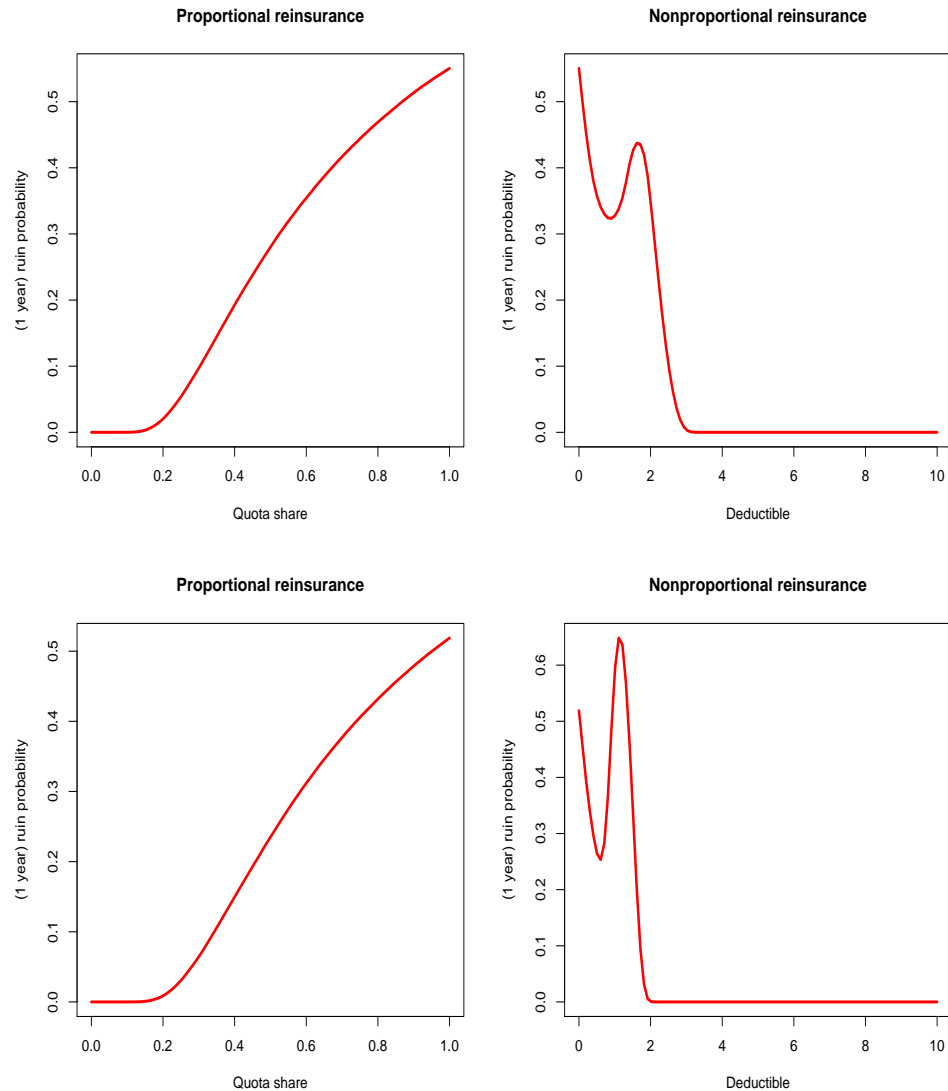 Proportional reinsurance
(1 year) ruin probability
0.0 0.1 0.2 0.3 0.4 0.5
0.0 0.2 0.4 0.6 0.8 1.0
Quota share
Nonproportional reinsurance
(1 year) ruin probability
0.0 0.1 0.2 0.3 0.4 0.5
0 2 4 6 8 10
Deductible
Proportional reinsurance
(1 year) ruin probability
0.0 0.1 0.2 0.3 0.4 0.5
0.0 0.2 0.4 0.6 0.8 1.0
Quota share
Nonproportional reinsurance
(1 year) ruin probability
0.0 0.1 0.2 0.3 0.4 0.5 0.6
0 2 4 6 8 10
Deductible